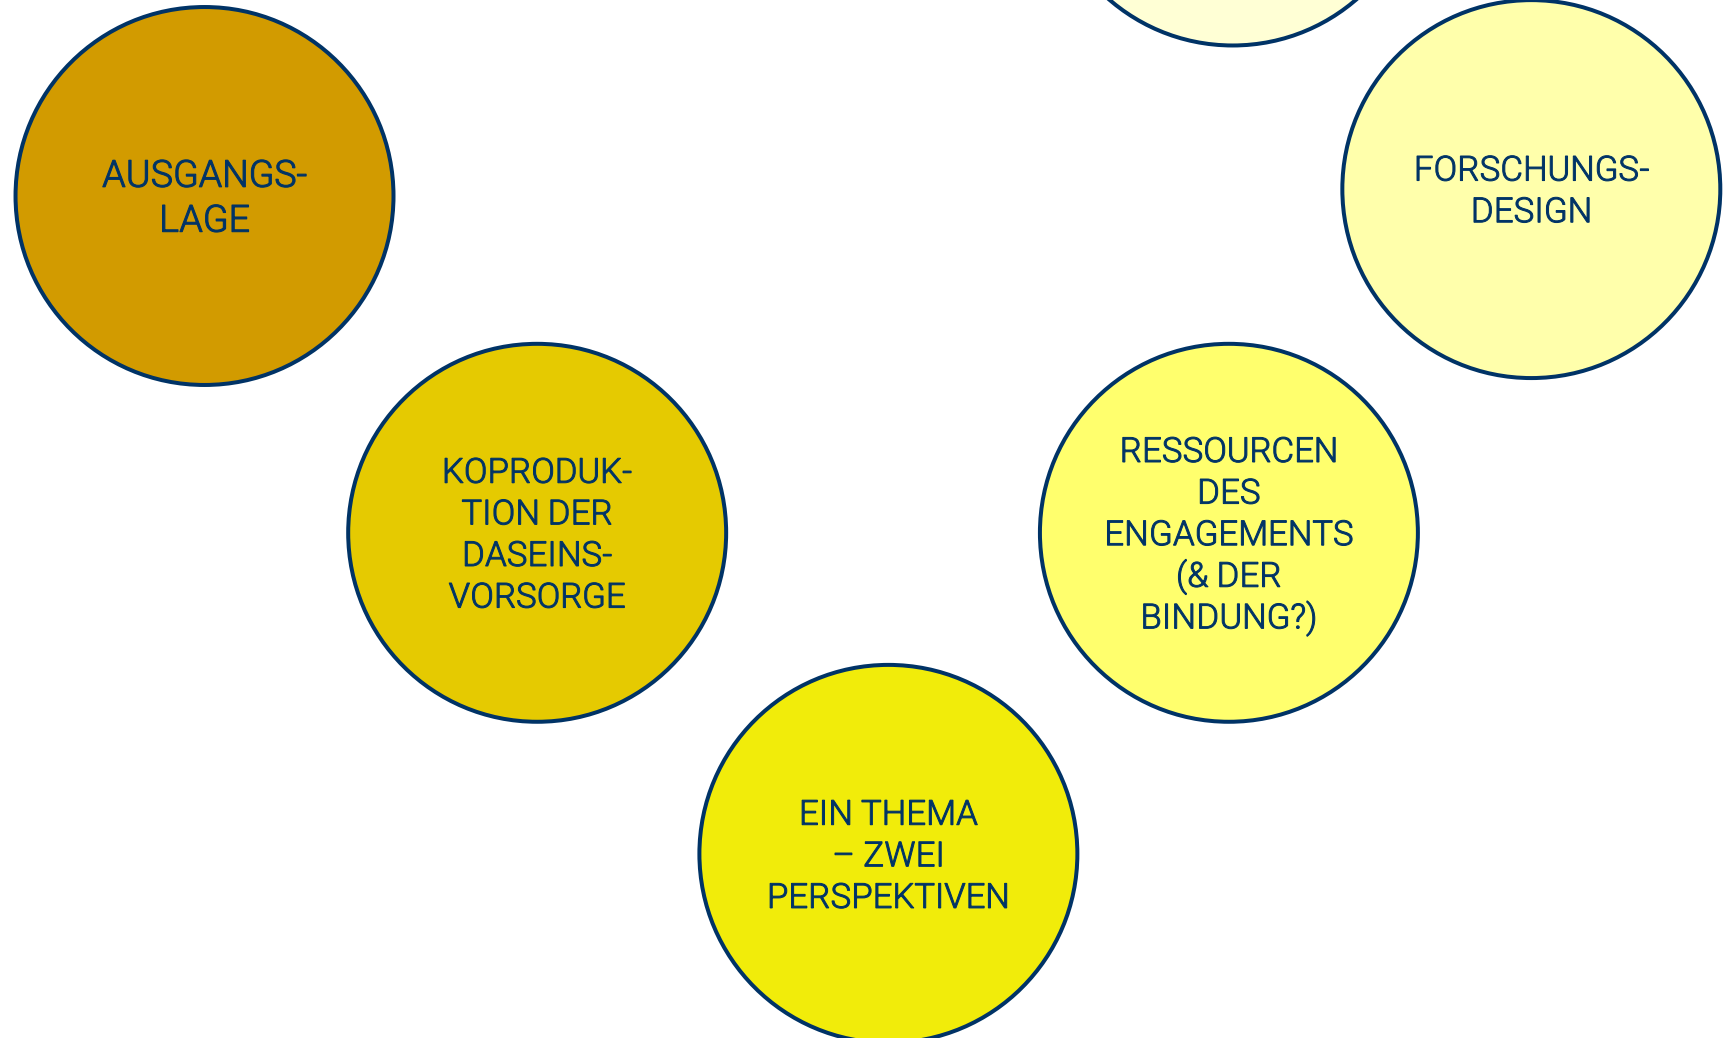 AUSGANGS-
LAGE
KOPRODUK-
TION DER
DASEINS-
VORSORGE
EIN THEMA
– ZWEI
PERSPEKTIVEN
RESSOURCEN
DES
ENGAGEMENTS
(& DER
BINDUNG?)
FORSCHUNGS-
DESIGN